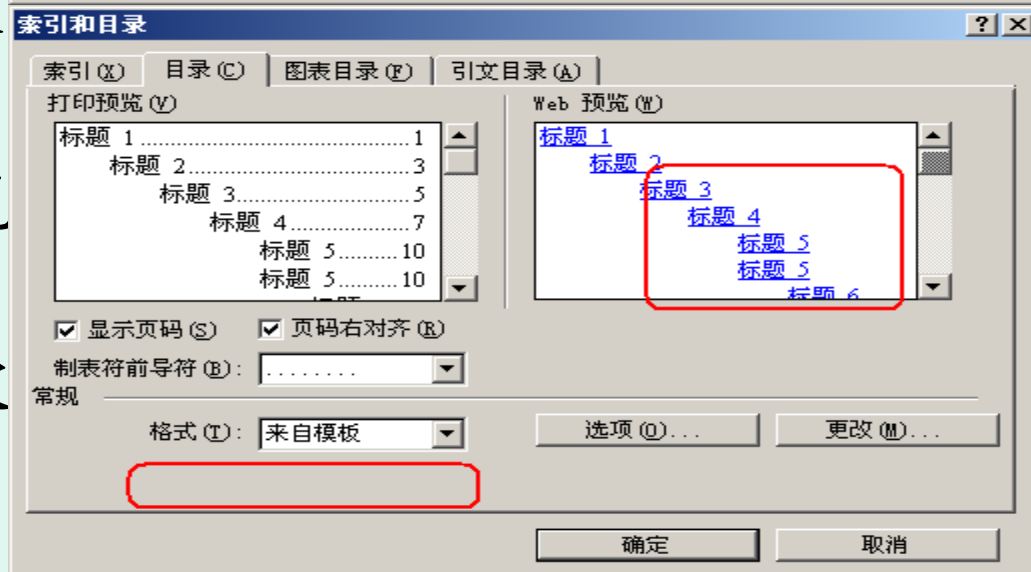 索引和目录
索引(X) 目录(C) 图表目录(F) 引文目录(A)
打印预览(V)
标题 1........................................1
标题 2.................................3
标题 3..........................5
标题 4...................7
标题 5..........10
标题 5..........10
Web 预览(W)
标题 1
标题 2
标题 3
标题 4
标题 5
标题 5
标题 6
显示页码(S) 页码右对齐(R)
制表符前导符(B): ........
常规
格式(T): 来自模板 选项(O)... 更改(M)...
确定 取消